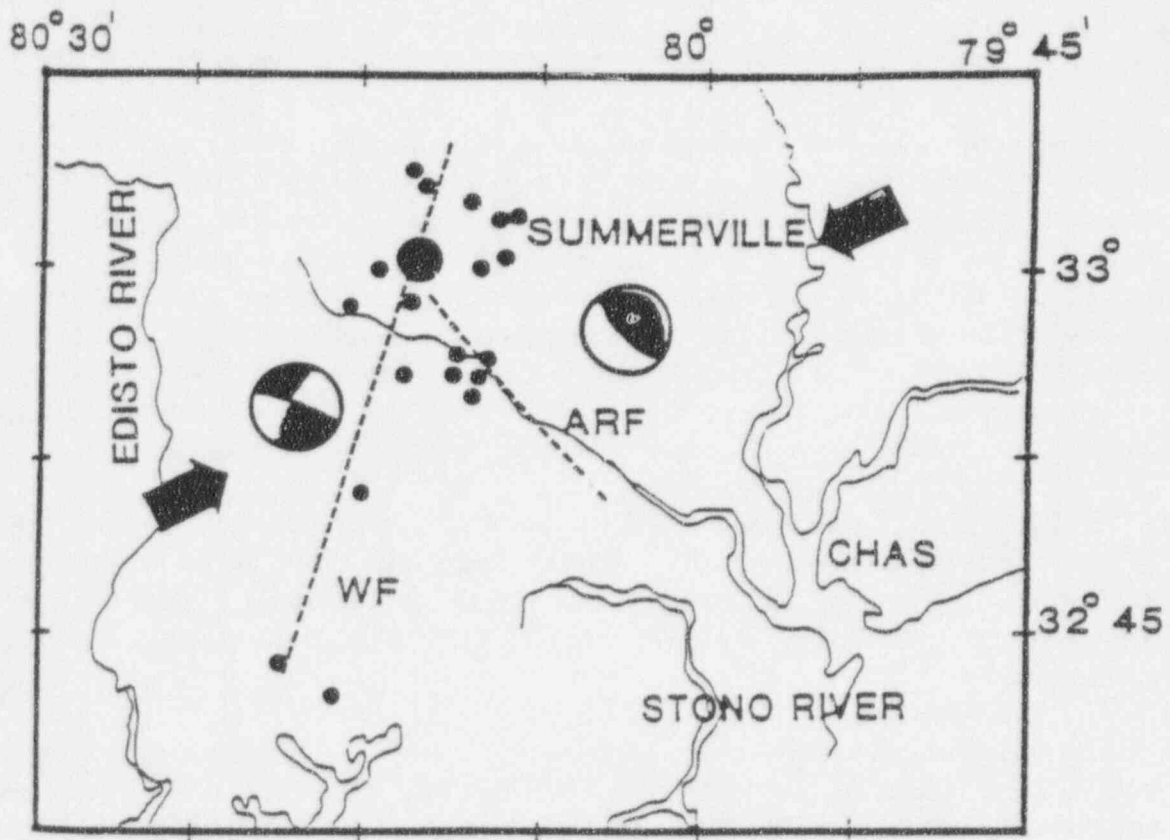 80° 30'
80°
79° 45'
EDISTO RIVER
SUMMERVILLE
33°
ARF
CHAS
WF
32° 45
STONO RIVER